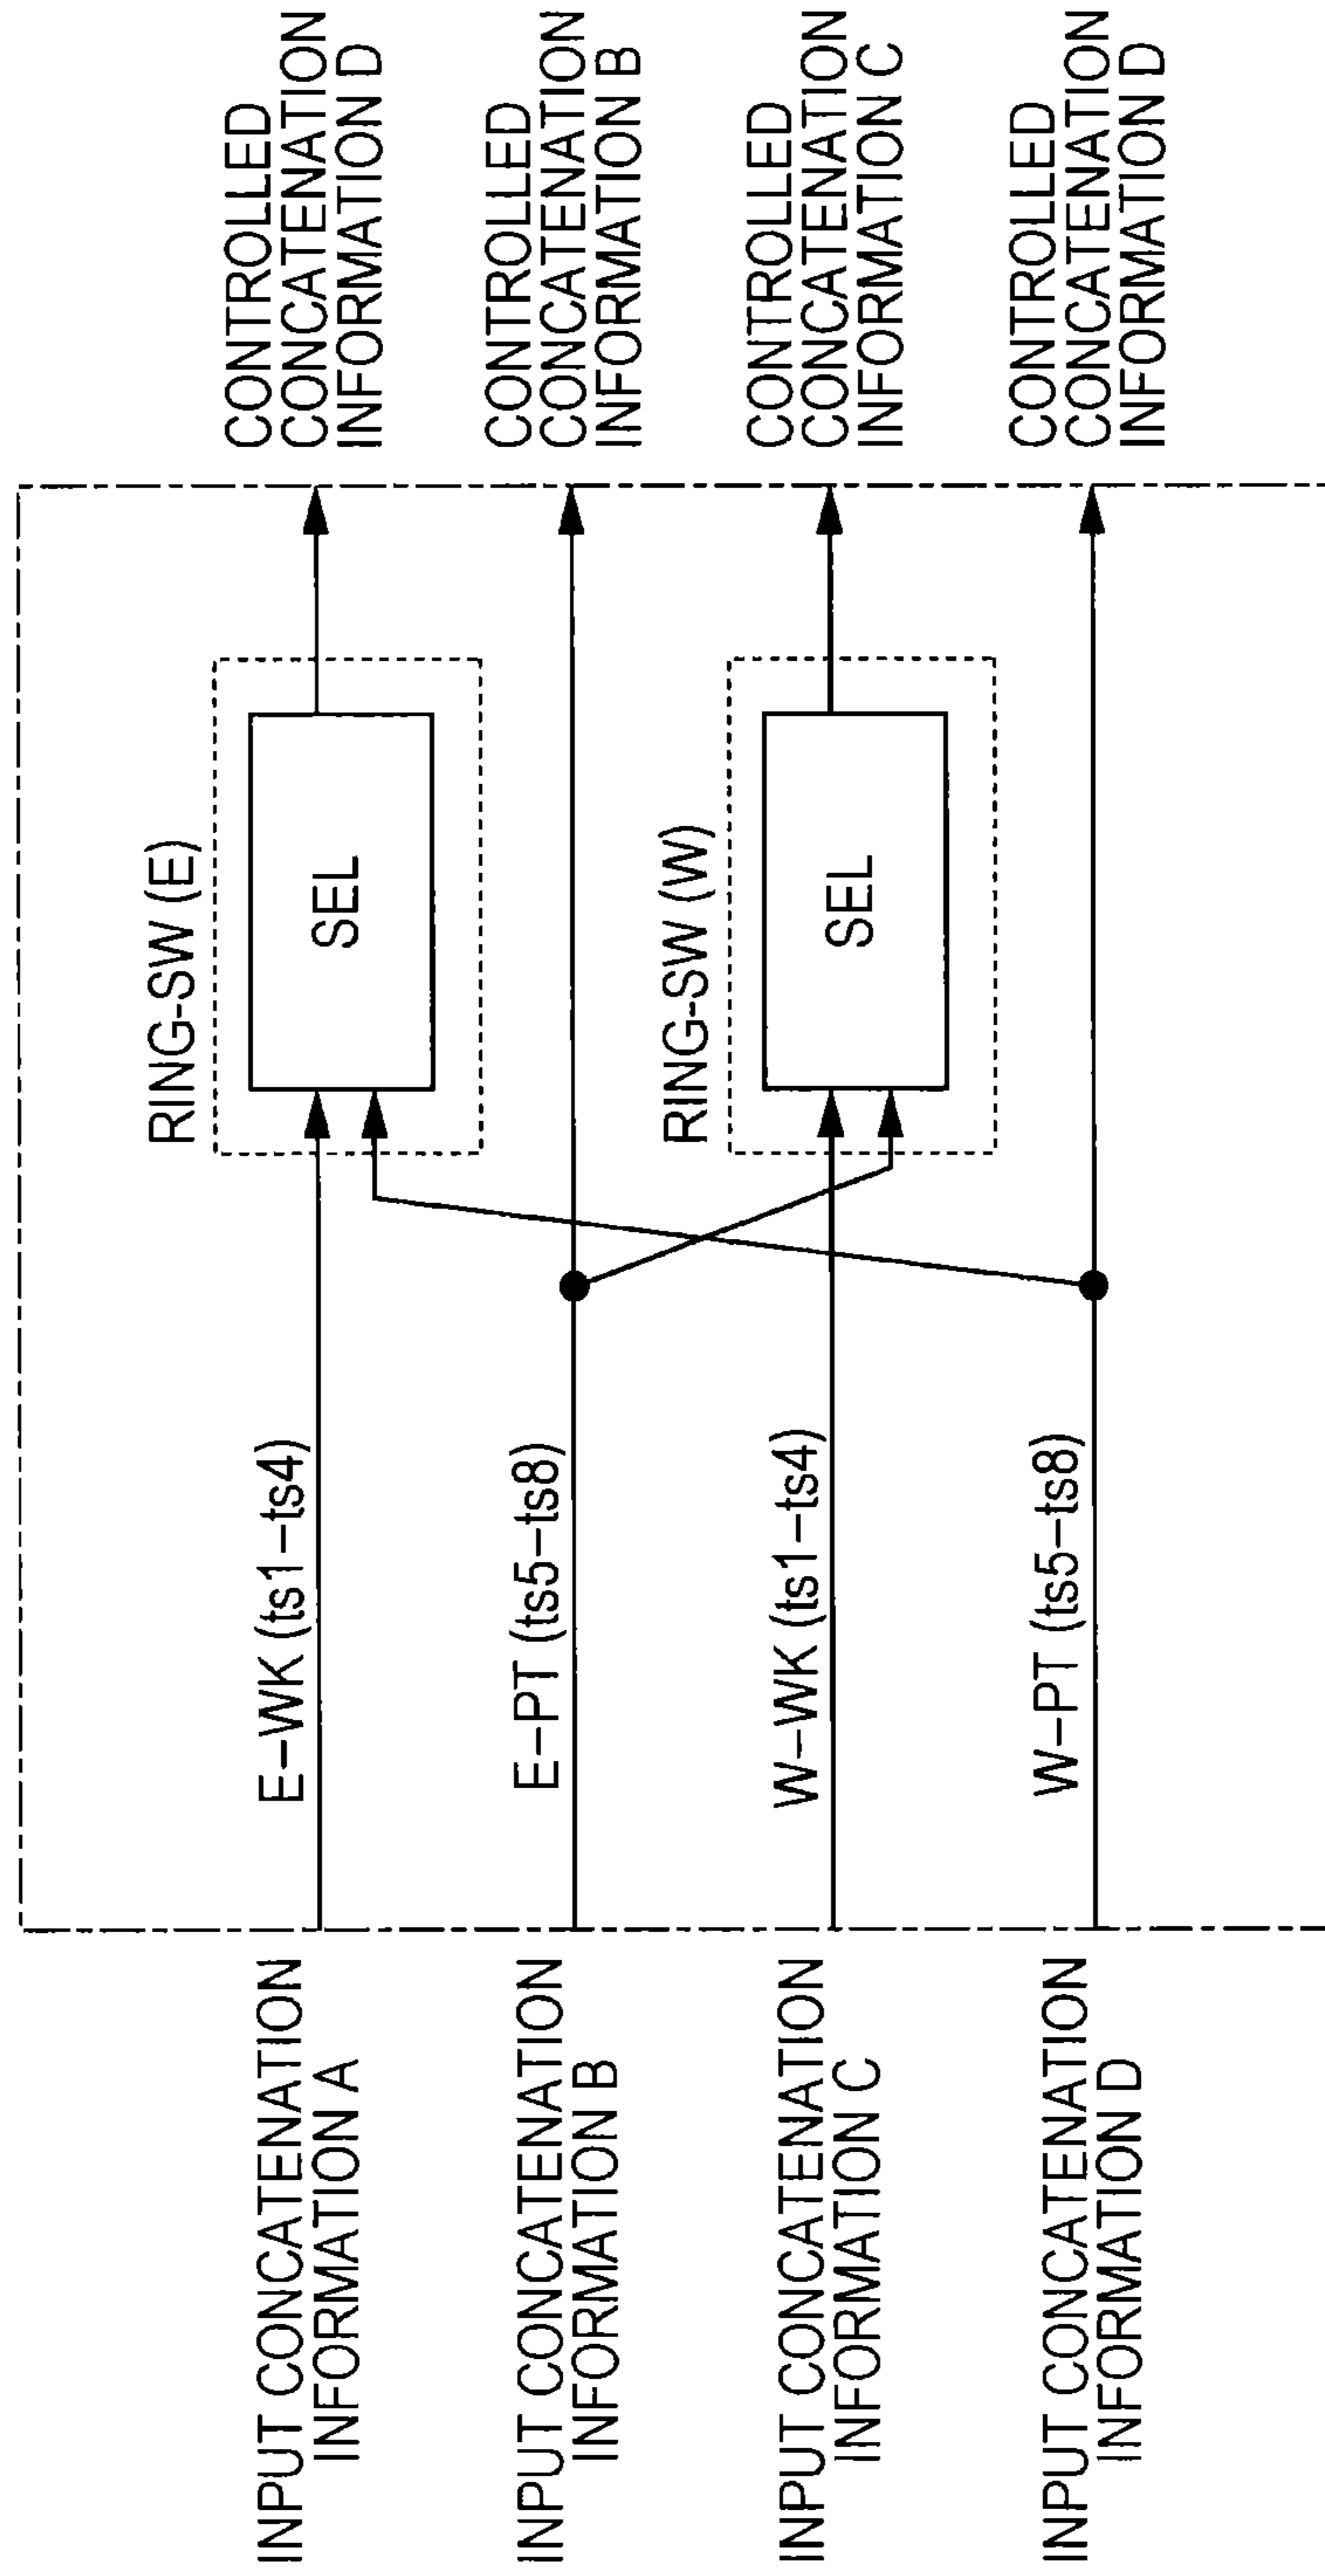 INPUT CONCATENATION
INFORMATION A
E-WK (ts1-ts4)
RING-SW (E)
SEL
CONTROLLED
CONCATENATION
INFORMATION D
INPUT CONCATENATION
INFORMATION B
E-PT (ts5-ts8)
CONTROLLED
CONCATENATION
INFORMATION B
INPUT CONCATENATION
INFORMATION C
W-WK (ts1-ts4)
RING-SW (W)
SEL
CONTROLLED
CONCATENATION
INFORMATION C
INPUT CONCATENATION
INFORMATION D
W-PT (ts5-ts8)
CONTROLLED
CONCATENATION
INFORMATION D